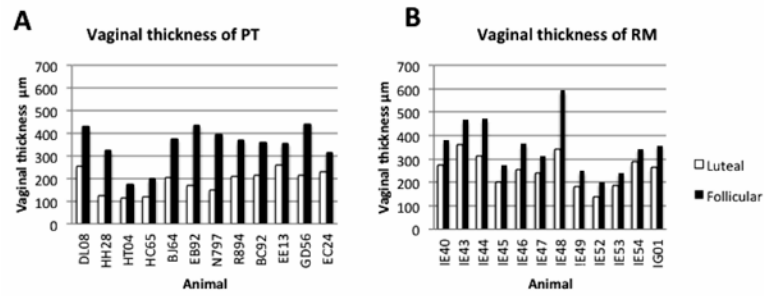 A
Vaginal thickness of PT
Vaginal thickness µm
700
600
500
400
300
200
100
0
DL08
HH28
HT04
HC65
BJ64
EB92
N797
R894
BC92
EE13
GD56
EC24
Animal
B
Vaginal thickness of RM
Vaginal thickness µm
700
600
500
400
300
200
100
0
IE40
IE43
IE44
IE45
IE46
IE47
IE48
IE49
IE52
IE53
IE54
IG01
Animal
Luteal
Follicular